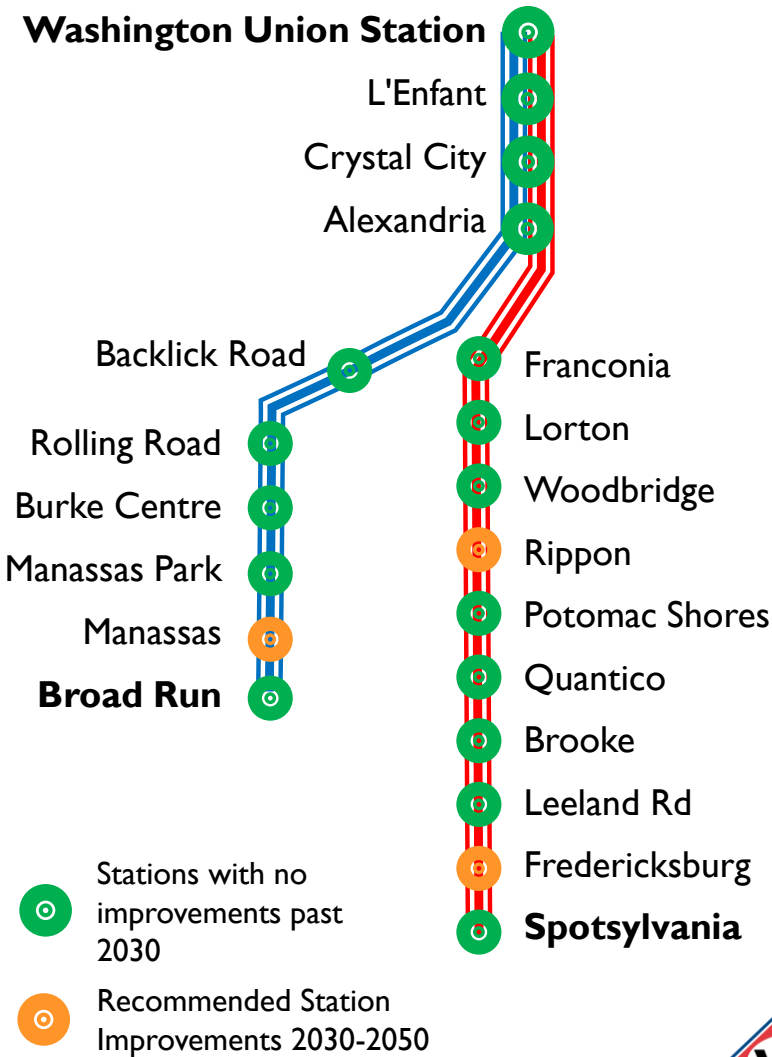 Washington Union Station
L'Enfant
Crystal City
Alexandria
Backlick Road
Rolling Road
Burke Centre
Manassas Park
Manassas
Broad Run
Franconia
Lorton
Woodbridge
Rippon
Potomac Shores
Quantico
Brooke
Leeland Rd
Fredericksburg
Spotsylvania
Stations with no
improvements past
2030
Recommended Station
Improvements 2030-2050